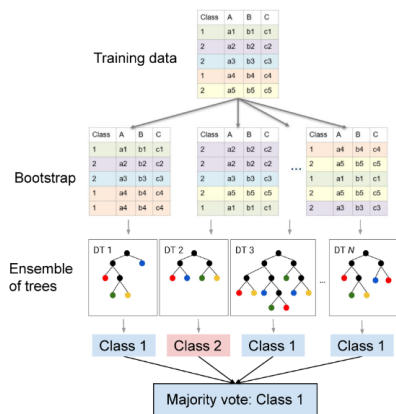 Training data
Class A B C
1 a1 b1 c1
2 a2 b2 c2
2 a3 b3 c3
1 a4 b4 c4
2 a5 b5 c5
Bootstrap
Class A B C
1 a1 b1 c1
2 a2 b2 c2
2 a3 b3 c3
1 a4 b4 c4
1 a4 b4 c4
Class A B C
2 a2 b2 c2
2 a2 b2 c2
2 a3 b3 c3
2 a5 b5 c5
1 a1 b1 c1
...
Class A B C
1 a4 b4 c4
2 a5 b5 c5
1 a1 b1 c1
2 a5 b5 c5
2 a3 b3 c3
Ensemble
of trees
DT 1
DT 2
DT 3
...
DT N
Class 1
Class 2
Class 1
Class 1
Majority vote: Class 1